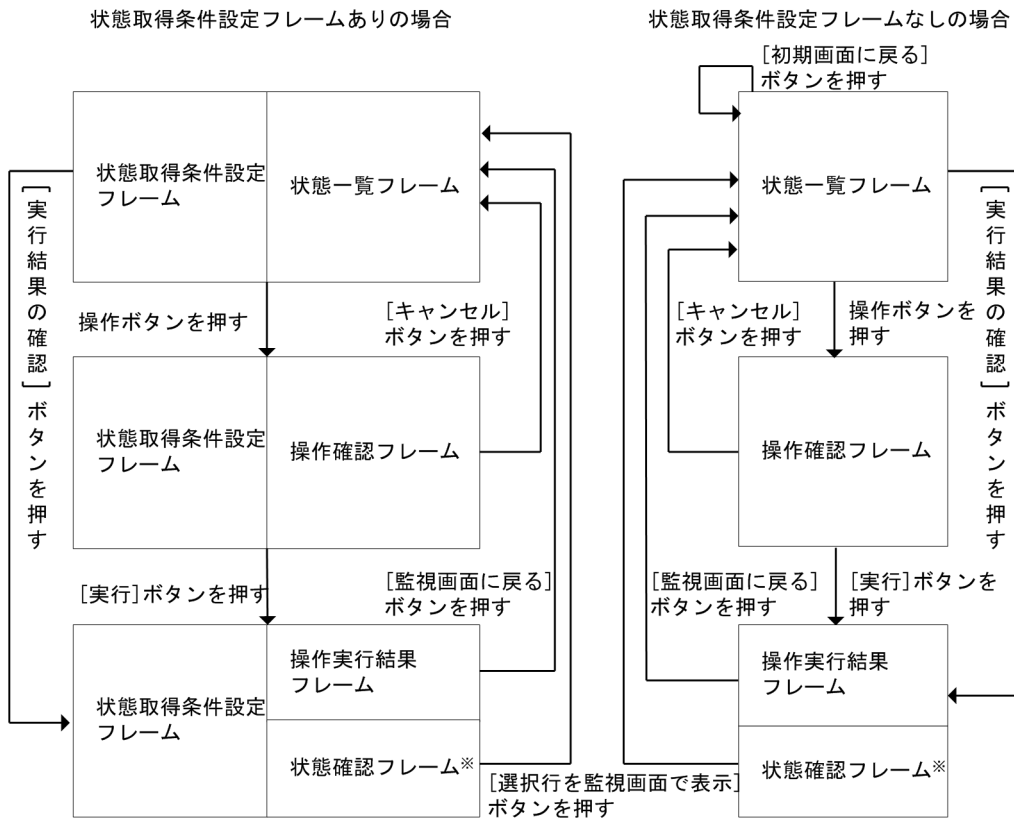 状態取得条件設定フレームありの場合
状態取得条件設定
フレーム
状態一覧フレーム
[実行結果の確認]ボタンを押す
操作ボタンを押す
[キャンセル]
ボタンを押す
状態取得条件設定
フレーム
操作確認フレーム
[実行]ボタンを押す
[監視画面に戻る]
ボタンを押す
状態取得条件設定
フレーム
操作実行結果
フレーム
状態確認フレーム※
[選択行を監視画面で表示]
ボタンを押す
状態取得条件設定フレームなしの場合
[初期画面に戻る]
ボタンを押す
状態一覧フレーム
[実行結果の確認]ボタンを押す
[キャンセル]
ボタンを押す
操作ボタンを
押す
操作確認フレーム
[監視画面に戻る]
ボタンを押す
[実行]ボタンを
押す
操作実行結果
フレーム
状態確認フレーム※